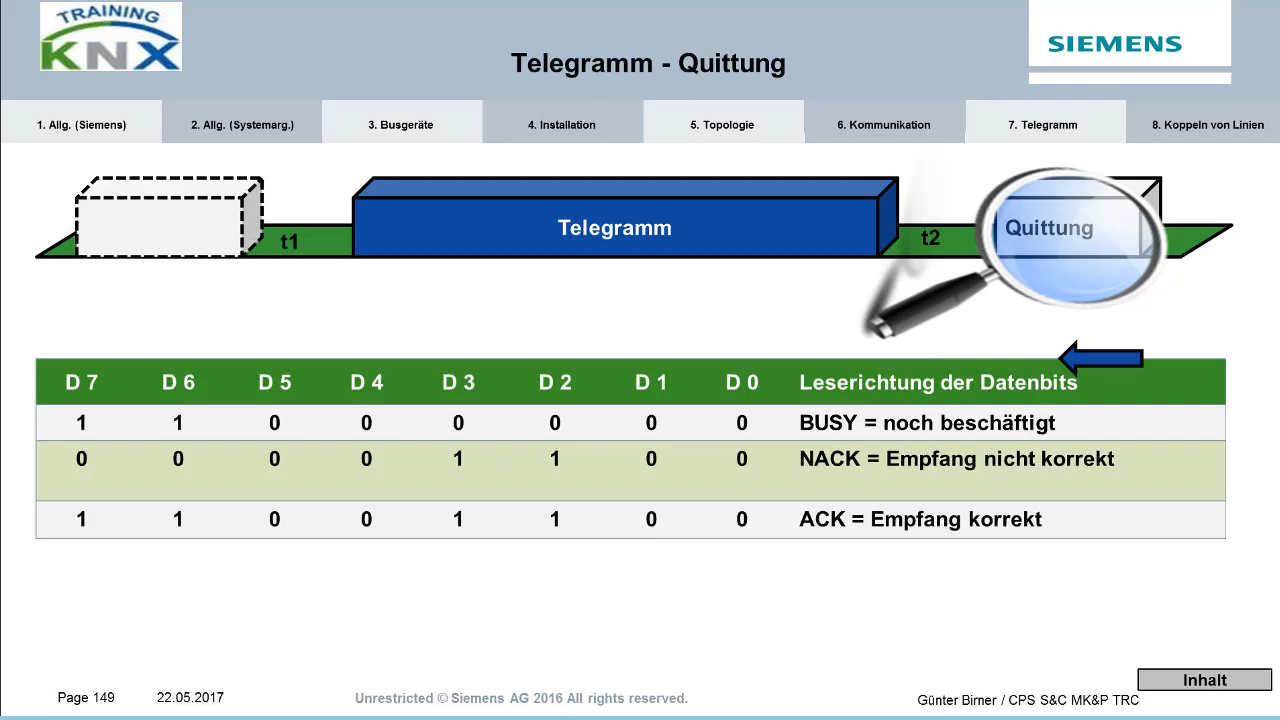 TRAINING
KNX
SIEMENS
Telegramm - Quittung
1. Allg. (Siemens) 2. Allg. (Systemarg.) 3. Busgeräte 4. Installation 5. Topologie 6. Kommunikation 7. Telegramm 8. Koppeln von Linien
t1 Telegramm t2 Quittung
D 7 D 6 D 5 D 4 D 3 D 2 D 1 D 0 Leserichtung der Datenbits
1 1 0 0 0 0 0 0 BUSY = noch beschäftigt
0 0 0 0 1 1 0 0 NACK = Empfang nicht korrekt
1 1 0 0 1 1 0 0 ACK = Empfang korrekt
Inhalt
Page 149 22.05.2017 Unrestricted © Siemens AG 2016 All rights reserved. Günter Birner / CPS S&C MK&P TRC